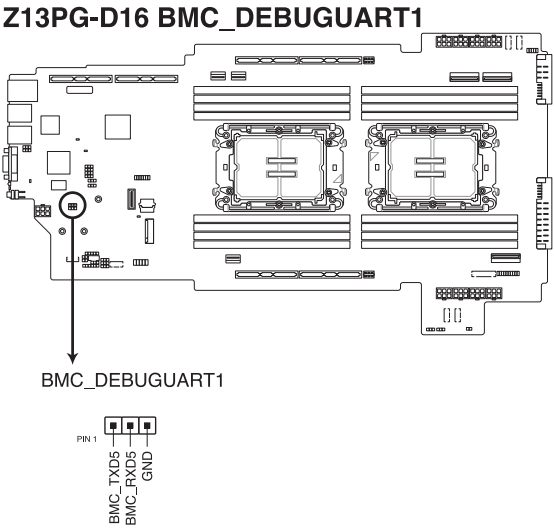 Z13PG-D16 BMC_DEBUGUART1
BMC_DEBUGUART1
PIN 1
BMC_TXD5
BMC_RXD5
GND